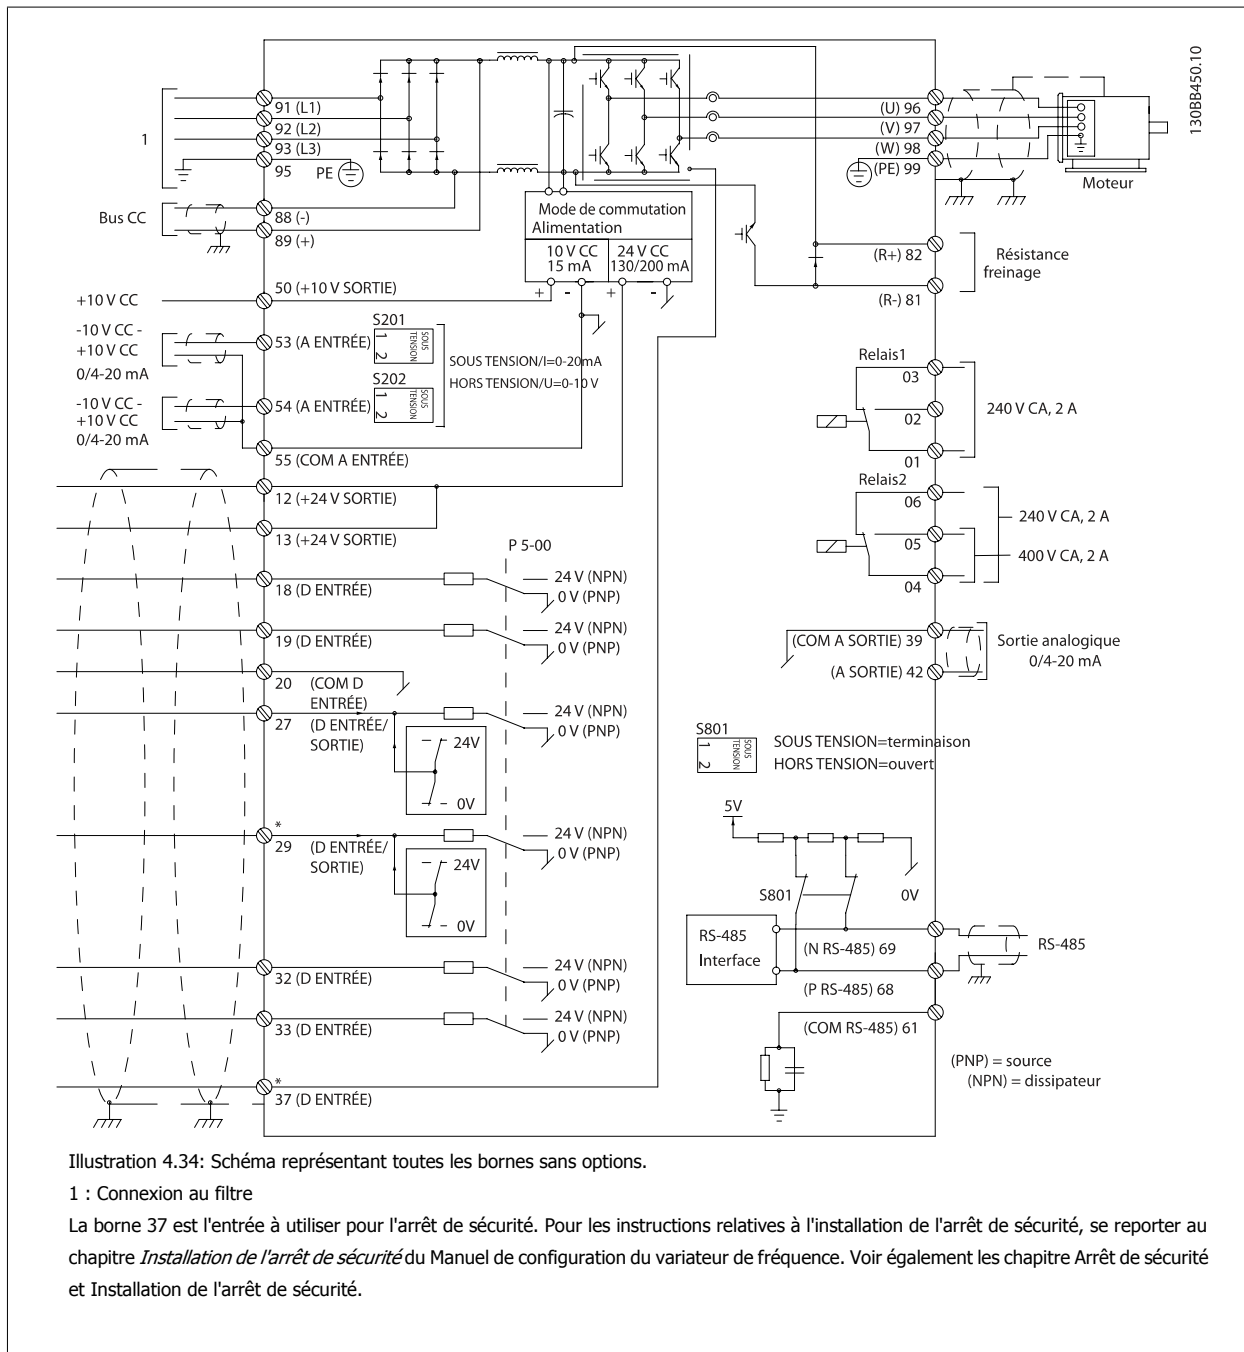 130BB450.10
1
91 (L1)
92 (L2)
93 (L3)
95
PE
(U) 96
(V) 97
(W) 98
(PE) 99
Moteur
Bus CC
88 (-)
89 (+)
Mode de commutation
Alimentation
10 V CC
15 mA
24 V CC
130/200 mA
+
-
+
-
(R+) 82
(R-) 81
Résistance
freinage
+10 V CC
50 (+10 V SORTIE)
-10 V CC -
+10 V CC
0/4-20 mA
53 (A ENTRÉE)
S201
1
2
SOUS
TENSION
SOUS TENSION/I=0-20mA
HORS TENSION/U=0-10 V
-10 V CC -
+10 V CC
0/4-20 mA
54 (A ENTRÉE)
S202
1
2
SOUS
TENSION
55 (COM A ENTRÉE)
12 (+24 V SORTIE)
13 (+24 V SORTIE)
Relais1
03
02
01
240 V CA, 2 A
Relais2
06
05
04
240 V CA, 2 A
400 V CA, 2 A
P 5-00
18 (D ENTRÉE)
24 V (NPN)
0 V (PNP)
19 (D ENTRÉE)
24 V (NPN)
0 V (PNP)
20
(COM D
ENTRÉE)
27
(D ENTRÉE/
SORTIE)
24 V (NPN)
0 V (PNP)
24V
0V
*
29
(D ENTRÉE/
SORTIE)
24 V (NPN)
0 V (PNP)
24V
0V
32 (D ENTRÉE)
24 V (NPN)
0 V (PNP)
33 (D ENTRÉE)
24 V (NPN)
0 V (PNP)
*
37 (D ENTRÉE)
(COM A SORTIE) 39
(A SORTIE) 42
Sortie analogique
0/4-20 mA
S801
1
2
SOUS
TENSION
SOUS TENSION=terminaison
HORS TENSION=ouvert
5V
S801
0V
RS-485
Interface
(N RS-485) 69
(P RS-485) 68
(COM RS-485) 61
RS-485
(PNP) = source
(NPN) = dissipateur
Illustration 4.34: Schéma représentant toutes les bornes sans options.
1 : Connexion au filtre
La borne 37 est l'entrée à utiliser pour l'arrêt de sécurité. Pour les instructions relatives à l'installation de l'arrêt de sécurité, se reporter au
chapitre Installation de l'arrêt de sécurité du Manuel de configuration du variateur de fréquence. Voir également les chapitre Arrêt de sécurité
et Installation de l'arrêt de sécurité.